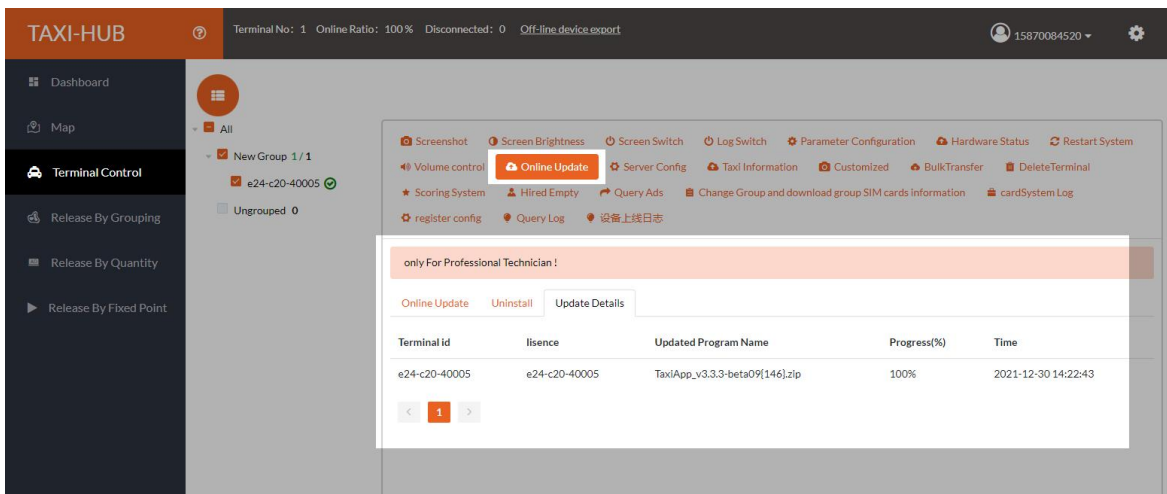 TAXI-HUB
Terminal No: 1 Online Ratio: 100% Disconnected: 0 Off-line device export
15870084520
Dashboard
Map
Terminal Control
Release By Grouping
Release By Quantity
Release By Fixed Point
All
New Group 1/1
e24-c20-40005
Ungrouped 0
Screenshot Screen Brightness Screen Switch Log Switch Parameter Configuration Hardware Status Restart System
Volume control Online Update Server Config Taxi Information Customized BulkTransfer DeleteTerminal
Scoring System Hired Empty Query Ads Change Group and download group SIM cards information cardSystem Log
register config Query Log 设备上线日志
only For Professional Technician !
Online Update Uninstall Update Details
Terminal id lisence Updated Program Name Progress(%) Time
e24-c20-40005 e24-c20-40005 TaxiApp_v3.3.3-beta09[146].zip 100% 2021-12-30 14:22:43
< 1 >